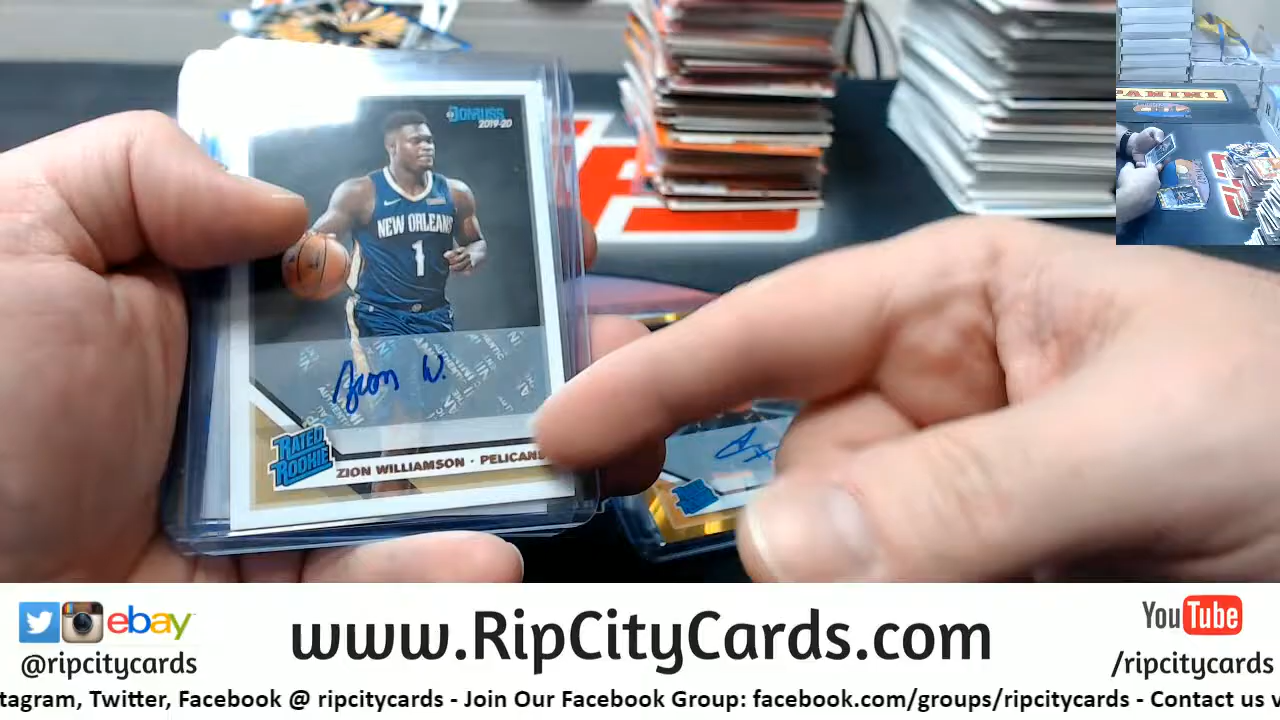 DONRUSS
2019-20
NEW ORLEANS
1
Zion W.
RATED
ROOKIE
ZION WILLIAMSON · PELICANS
PANINI
ebay
www.RipCityCards.com
YouTube
@ripcitycards
/ripcitycards
tagram, Twitter, Facebook @ ripcitycards - Join Our Facebook Group: facebook.com/groups/ripcitycards - Contact us v